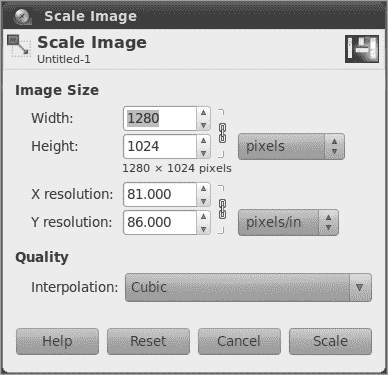 Scale Image
Scale Image
Untitled-1
Image Size
Width: 1280
Height: 1024 pixels
1280 × 1024 pixels
X resolution: 81.000
Y resolution: 86.000 pixels/in
Quality
Interpolation: Cubic
Help Reset Cancel Scale